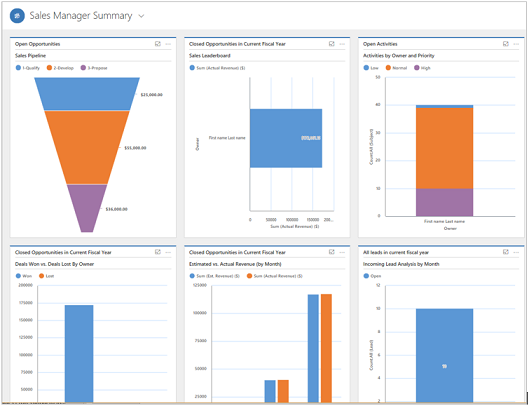 Sales Manager Summary
Open Opportunities
Sales Pipeline
1-Qualify 2-Develop 3-Propose
$25,000.00
$55,000.00
$36,000.00
Closed Opportunities in Current Fiscal Year
Sales Leaderboard
Sum (Actual Revenue) ($)
Owner
First name Last name
0 50000 100000 150000 200...
Sum (Actual Revenue) ($)
Open Activities
Activities by Owner and Priority
Low Normal High
50
40
30
20
10
0
Count:All (Subject)
First name Last name
Owner
Closed Opportunities in Current Fiscal Year
Deals Won vs. Deals Lost By Owner
Won Lost
200000
175000
150000
125000
100000
75000
50000
Closed Opportunities in Current Fiscal Year
Estimated vs. Actual Revenue (by Month)
Sum (Est. Revenue) ($) Sum (Actual Revenue) ($)
125000
100000
75000
50000
25000
All leads in current fiscal year
Incoming Lead Analysis by Month
Open
12
10
8
6
4
2
Count:All (Lead)
10